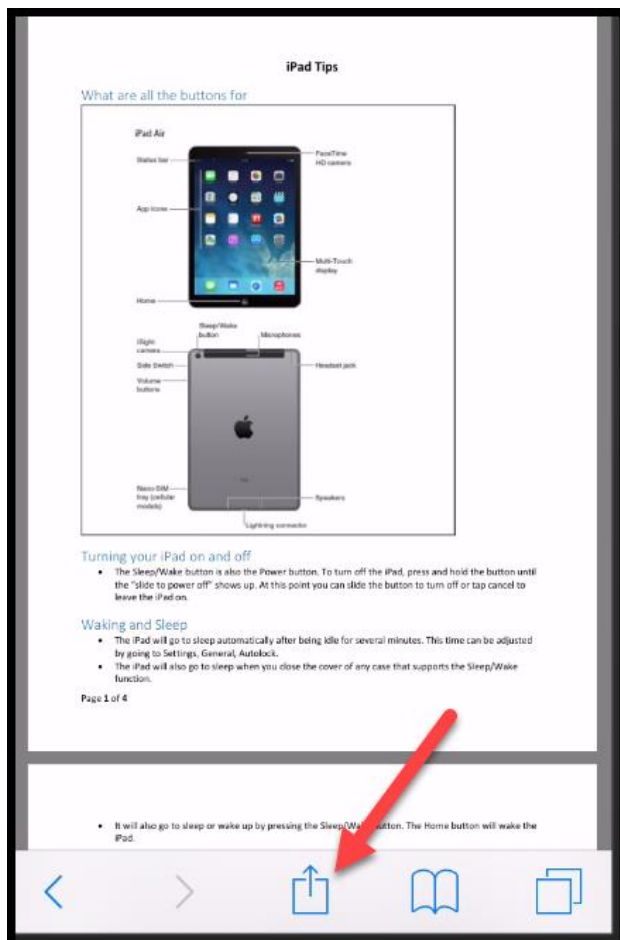 iPad Tips
What are all the buttons for
iPad Air
Status bar
FaceTime
HD camera
App icons
Multi-Touch
display
Home
Sleep/Wake
button
Microphones
iSight
camera
Side Switch
Headset jack
Volume
buttons
Nano-SIM
tray (cellular
models)
Speakers
Lightning connector
Turning your iPad on and off
• The Sleep/Wake button is also the Power button. To turn off the iPad, press and hold the button until
the "slide to power off" shows up. At this point you can slide the button to turn off or tap cancel to
leave the iPad on.
Waking and Sleep
• The iPad will go to sleep automatically after being idle for several minutes. This time can be adjusted
by going to Settings, General, Autolock.
• The iPad will also go to sleep when you close the cover of any case that supports the Sleep/Wake
function.
Page 1 of 4
• It will also go to sleep or wake up by pressing the Sleep/Wake button. The Home button will wake the
iPad.